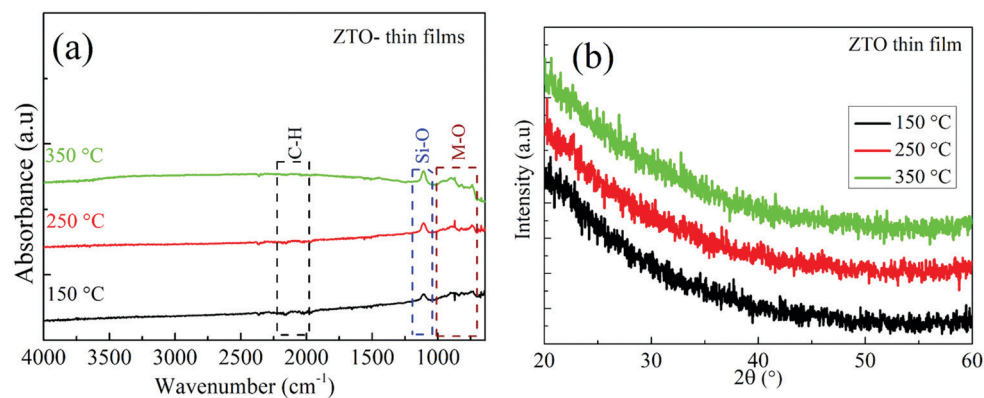 (a)
ZTO- thin films
Absorbance (a.u)
350 °C
250 °C
150 °C
C-H
Si-O
M-O
4000 3500 3000 2500 2000 1500 1000
Wavenumber (cm⁻¹)
(b)
ZTO thin film
150 °C
250 °C
350 °C
Intensity (a.u)
20 30 40 50 60
2θ (°)